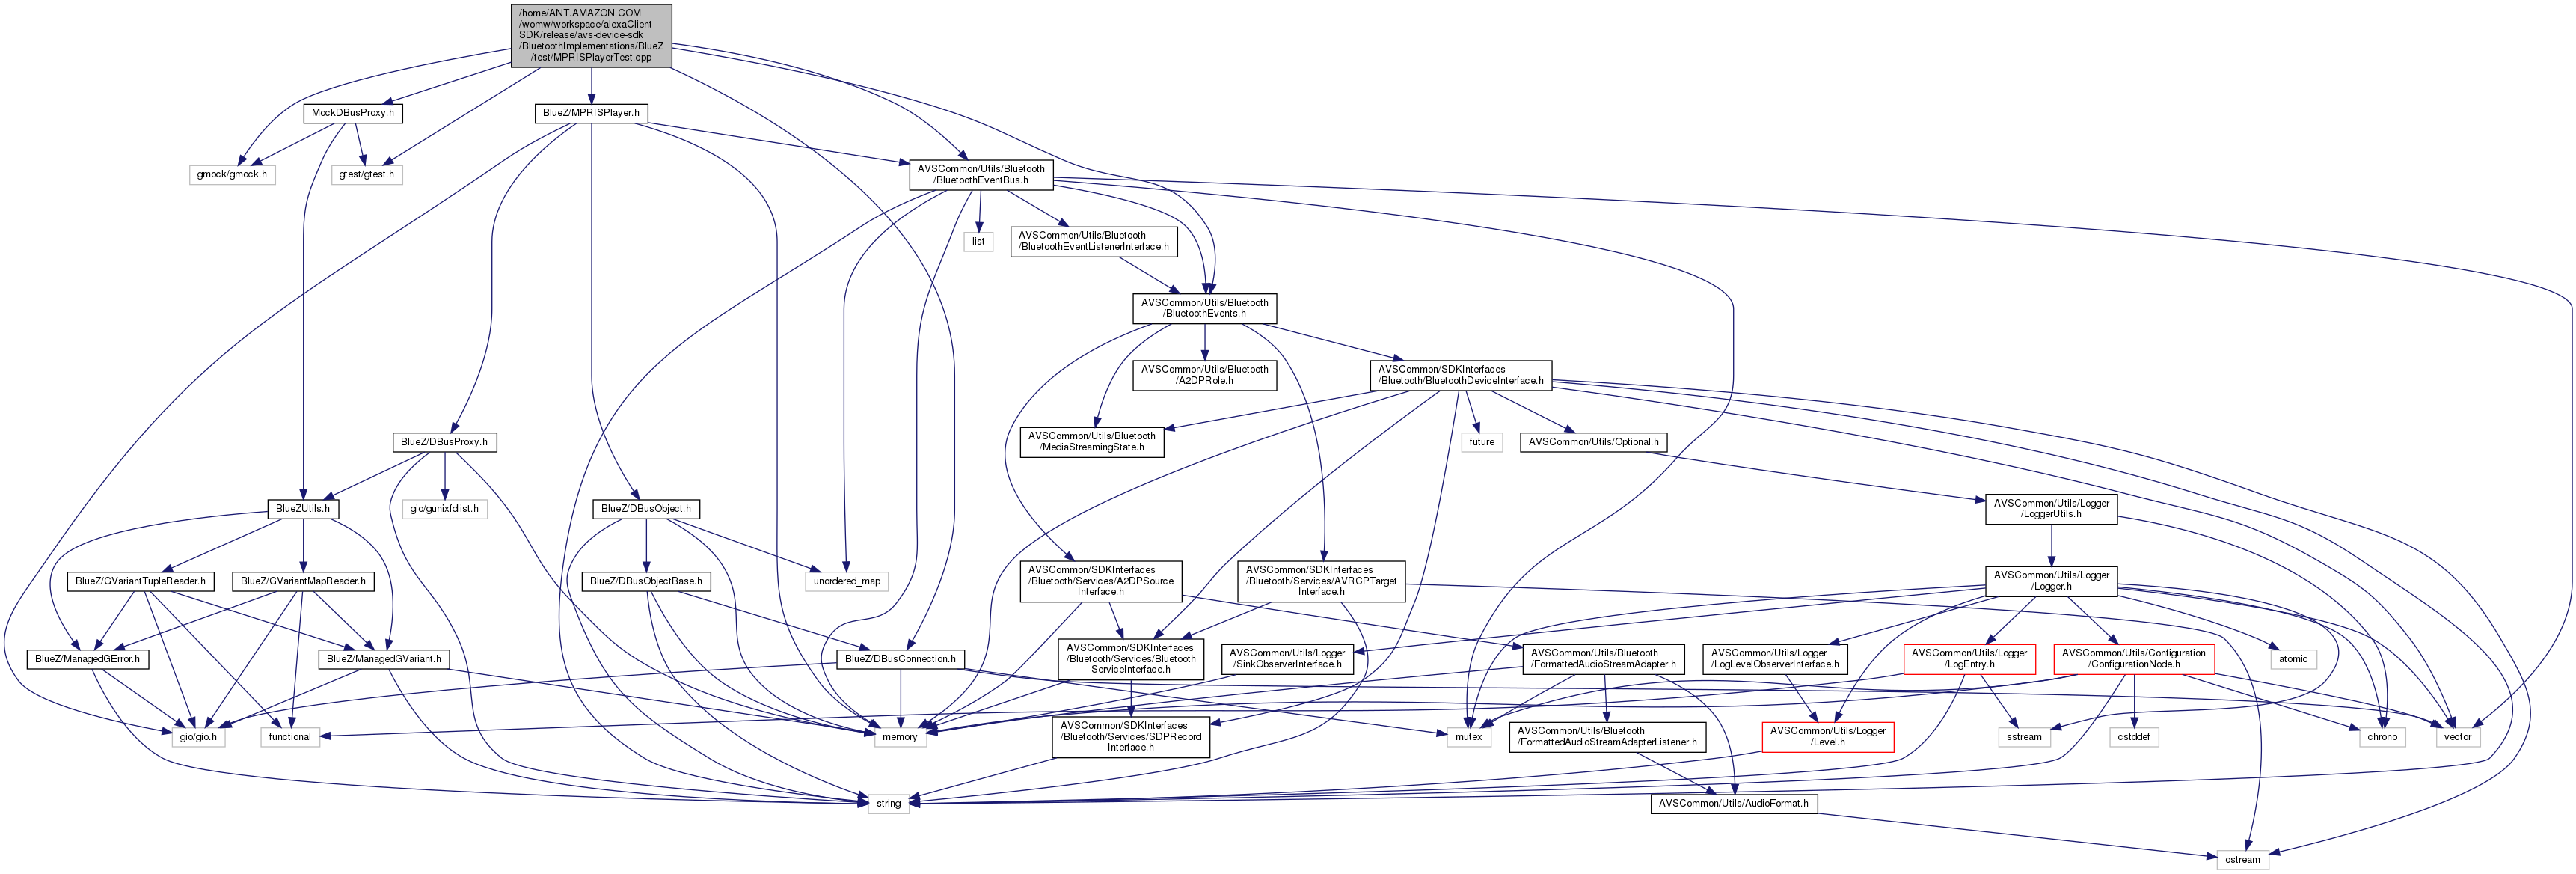 /home/ANT.AMAZON.COM
/womw/workspace/alexaClient
SDK/release/avs-device-sdk
/BluetoothImplementations/BlueZ
/test/MPRISPlayerTest.cpp
MockDBusProxy.h
BlueZ/MPRISPlayer.h
gmock/gmock.h
gtest/gtest.h
AVSCommon/Utils/Bluetooth
/BluetoothEventBus.h
list
AVSCommon/Utils/Bluetooth
/BluetoothEventListenerInterface.h
AVSCommon/Utils/Bluetooth
/BluetoothEvents.h
AVSCommon/Utils/Bluetooth
/A2DPRole.h
AVSCommon/SDKInterfaces
/Bluetooth/BluetoothDeviceInterface.h
BlueZ/DBusProxy.h
AVSCommon/Utils/Bluetooth
/MediaStreamingState.h
future
AVSCommon/Utils/Optional.h
BlueZUtils.h
gio/gunixfdlist.h
BlueZ/DBusObject.h
AVSCommon/Utils/Logger
/LoggerUtils.h
BlueZ/GVariantTupleReader.h
BlueZ/GVariantMapReader.h
BlueZ/DBusObjectBase.h
unordered_map
AVSCommon/SDKInterfaces
/Bluetooth/Services/A2DPSource
Interface.h
AVSCommon/SDKInterfaces
/Bluetooth/Services/AVRCPTarget
Interface.h
AVSCommon/Utils/Logger
/Logger.h
BlueZ/ManagedGError.h
BlueZ/ManagedGVariant.h
BlueZ/DBusConnection.h
AVSCommon/SDKInterfaces
/Bluetooth/Services/Bluetooth
ServiceInterface.h
AVSCommon/Utils/Logger
/SinkObserverInterface.h
AVSCommon/Utils/Bluetooth
/FormattedAudioStreamAdapter.h
AVSCommon/Utils/Logger
/LogLevelObserverInterface.h
AVSCommon/Utils/Logger
/LogEntry.h
AVSCommon/Utils/Configuration
/ConfigurationNode.h
atomic
gio/gio.h
functional
memory
AVSCommon/SDKInterfaces
/Bluetooth/Services/SDPRecord
Interface.h
mutex
AVSCommon/Utils/Bluetooth
/FormattedAudioStreamAdapterListener.h
AVSCommon/Utils/Logger
/Level.h
sstream
cstddef
chrono
vector
string
AVSCommon/Utils/AudioFormat.h
ostream